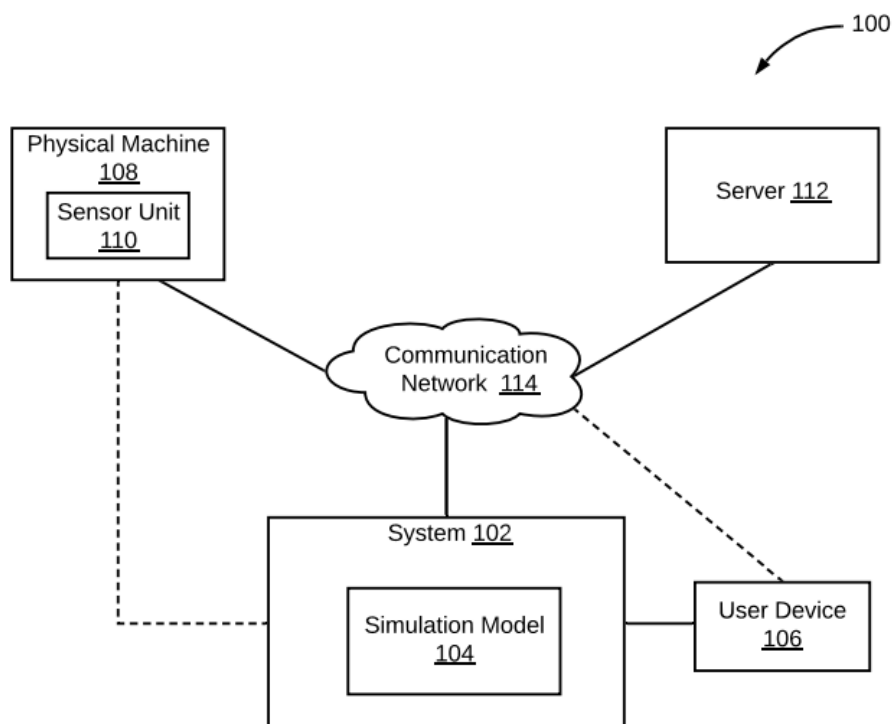 100
Physical Machine
108
Sensor Unit
110
Server 112
Communication
Network 114
System 102
Simulation Model
104
User Device
106